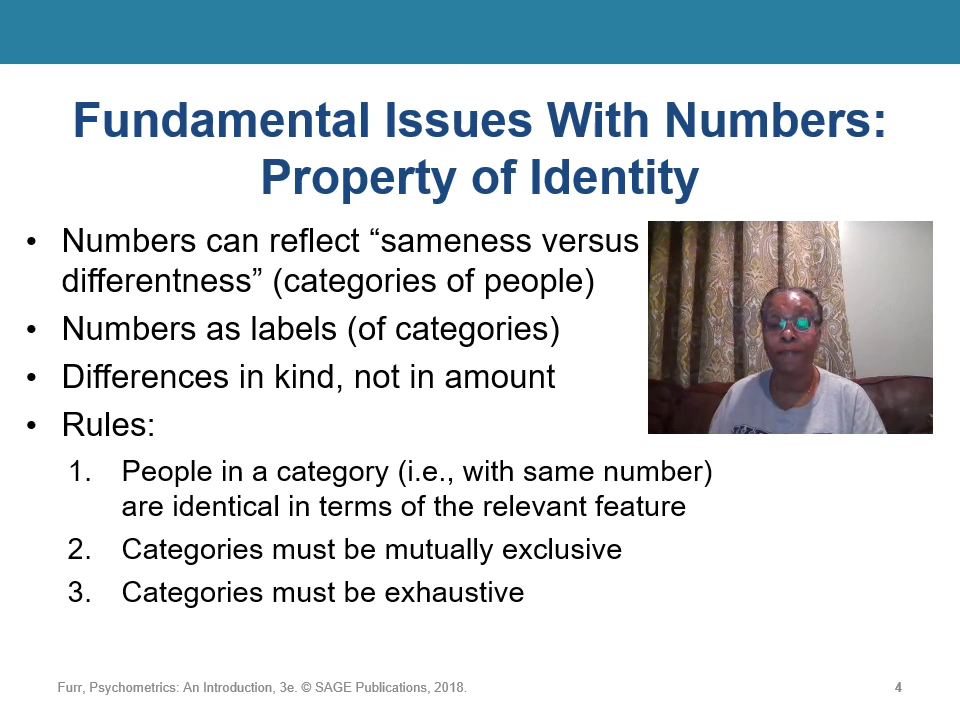 Fundamental Issues With Numbers:
Property of Identity
• Numbers can reflect “sameness versus
differentness” (categories of people)
• Numbers as labels (of categories)
• Differences in kind, not in amount
• Rules:
1. People in a category (i.e., with same number)
are identical in terms of the relevant feature
2. Categories must be mutually exclusive
3. Categories must be exhaustive
Furr, Psychometrics: An Introduction, 3e. © SAGE Publications, 2018.
4